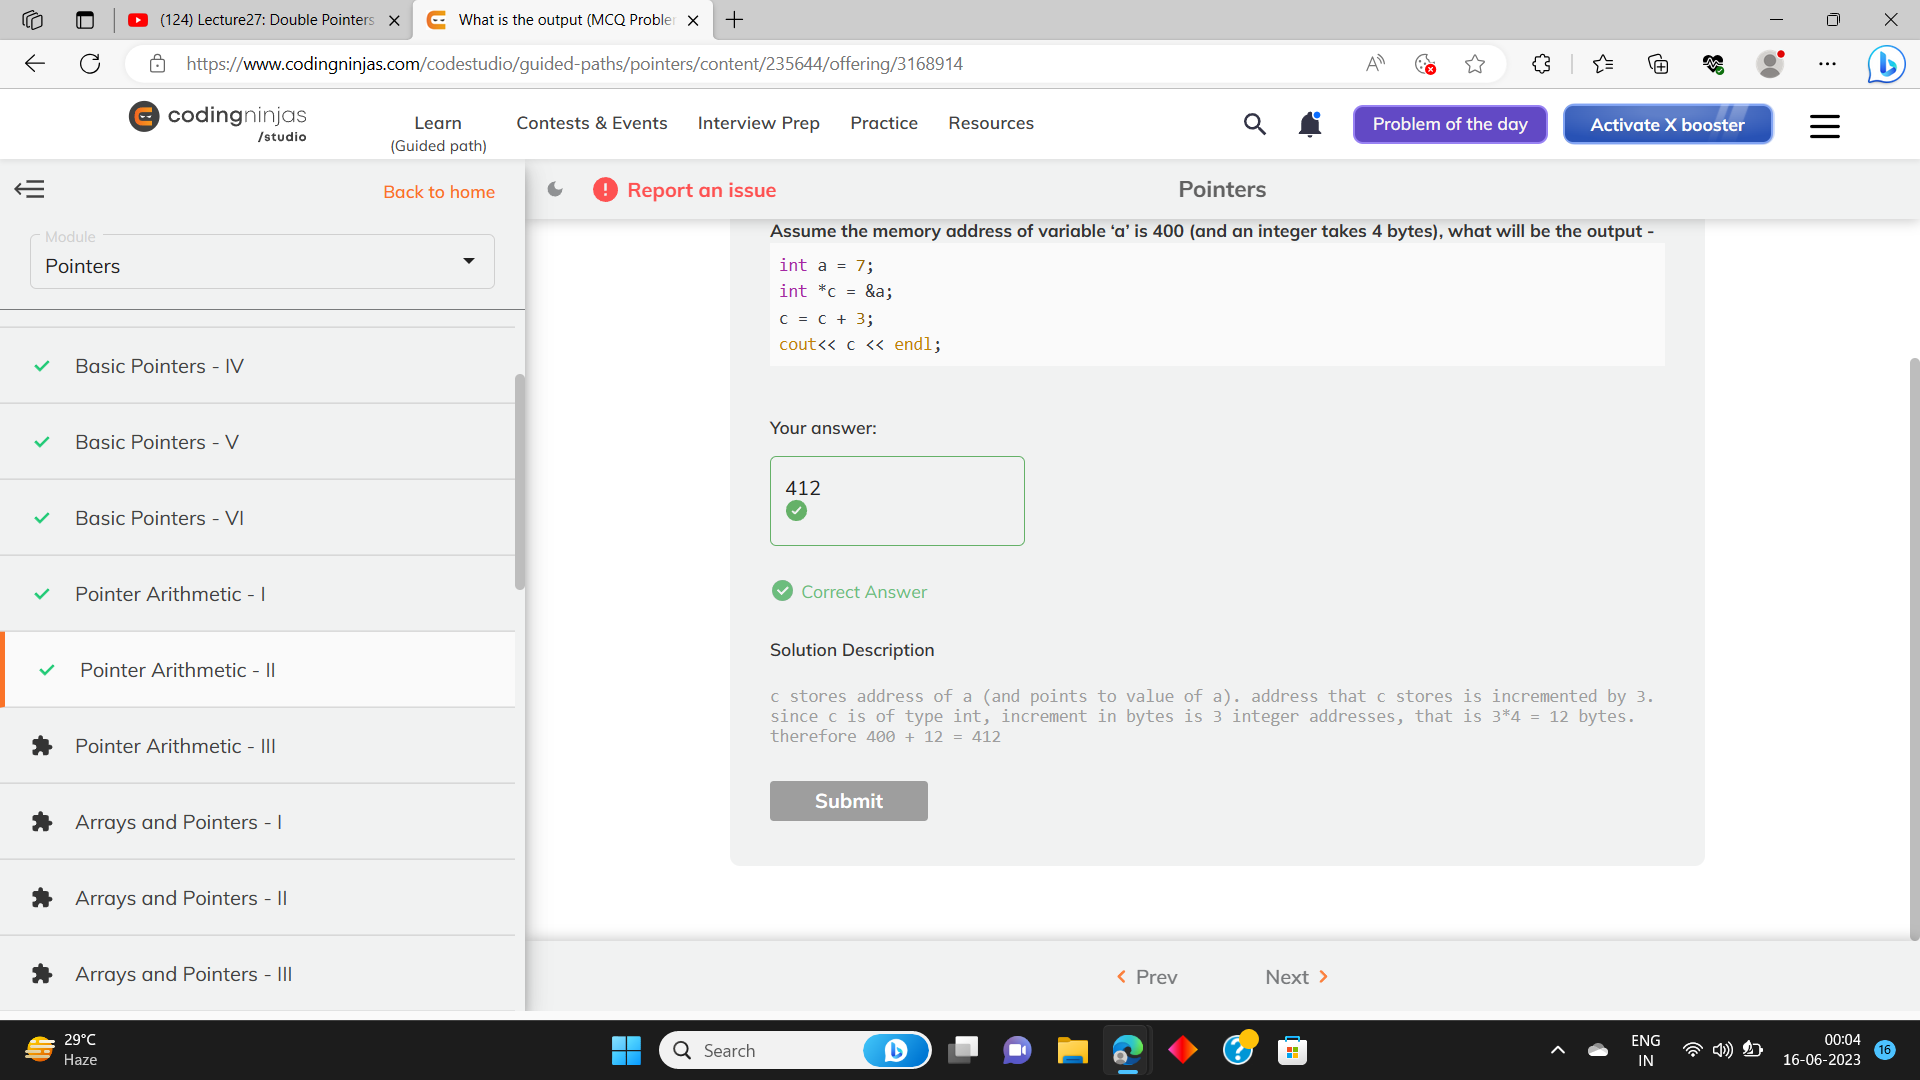 (124) Lecture27: Double Pointers
What is the output (MCQ Proble
https://www.codingninjas.com/codestudio/guided-paths/pointers/content/235644/offering/3168914
codingninjas
/studio
Learn
(Guided path)
Contests & Events
Interview Prep
Practice
Resources
Problem of the day
Activate X booster
Back to home
Report an issue
Pointers
Module
Pointers
Basic Pointers - IV
Basic Pointers - V
Basic Pointers - VI
Pointer Arithmetic - I
Pointer Arithmetic - II
Pointer Arithmetic - III
Arrays and Pointers - I
Arrays and Pointers - II
Arrays and Pointers - III
Assume the memory address of variable ‘a’ is 400 (and an integer takes 4 bytes), what will be the output -
int a = 7;
int *c = &a;
c = c + 3;
cout<< c << endl;
Your answer:
412
Correct Answer
Solution Description
c stores address of a (and points to value of a). address that c stores is incremented by 3.
since c is of type int, increment in bytes is 3 integer addresses, that is 3*4 = 12 bytes.
therefore 400 + 12 = 412
Submit
Prev
Next
29°C
Haze
Search
ENG
IN
00:04
16-06-2023
16